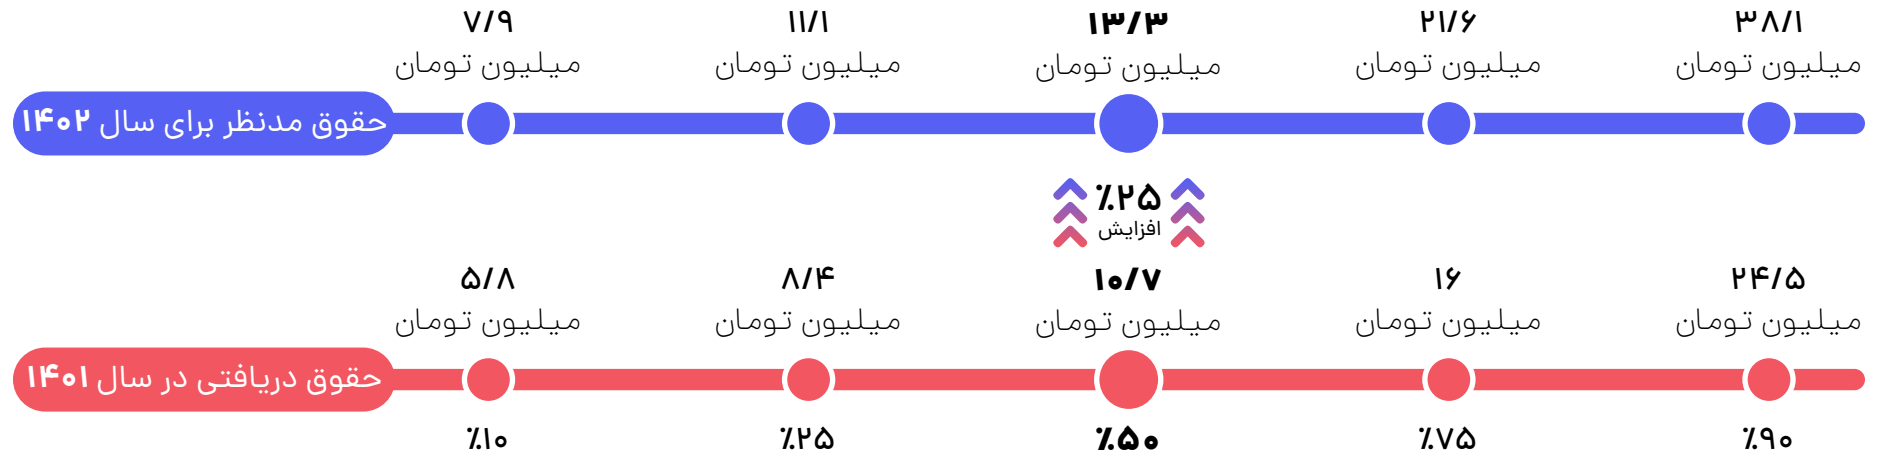 ۷/۹
میلیون تومان
۱۱/۱
میلیون تومان
۱۳/۳
میلیون تومان
۲۱/۶
میلیون تومان
۳۸/۱
میلیون تومان
حقوق مدنظر برای سال ۱۴۰۲
٪۲۵
افزایش
۵/۸
میلیون تومان
۸/۴
میلیون تومان
۱۰/۷
میلیون تومان
۱۶
میلیون تومان
۲۴/۵
میلیون تومان
حقوق دریافتی در سال ۱۴۰۱
٪۱۰
٪۲۵
٪۵۰
٪۷۵
٪۹۰